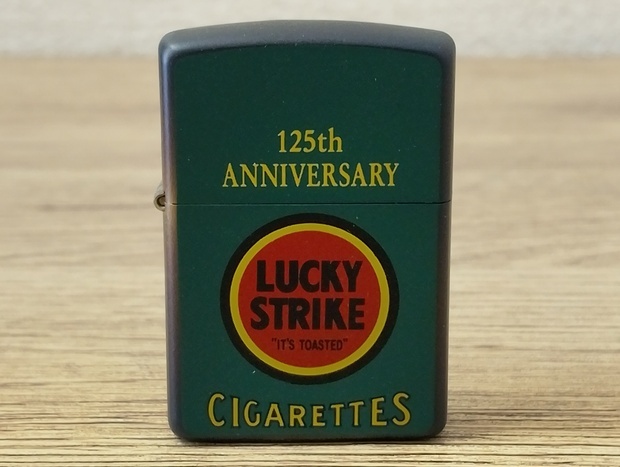 125th
ANNIVERSARY
LUCKY
STRIKE
"IT'S TOASTED"
CIGARETTES